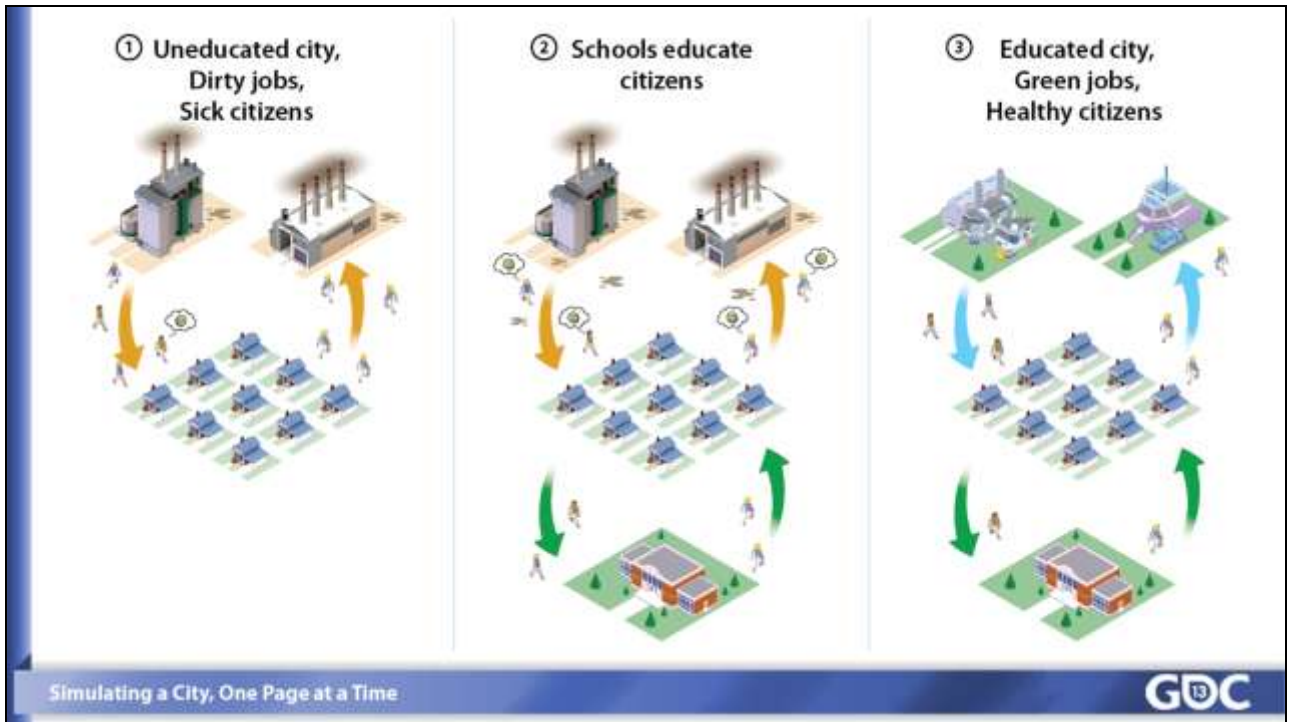 ① Uneducated city,
Dirty jobs,
Sick citizens
② Schools educate
citizens
③ Educated city,
Green jobs,
Healthy citizens
Simulating a City, One Page at a Time
GDC
13